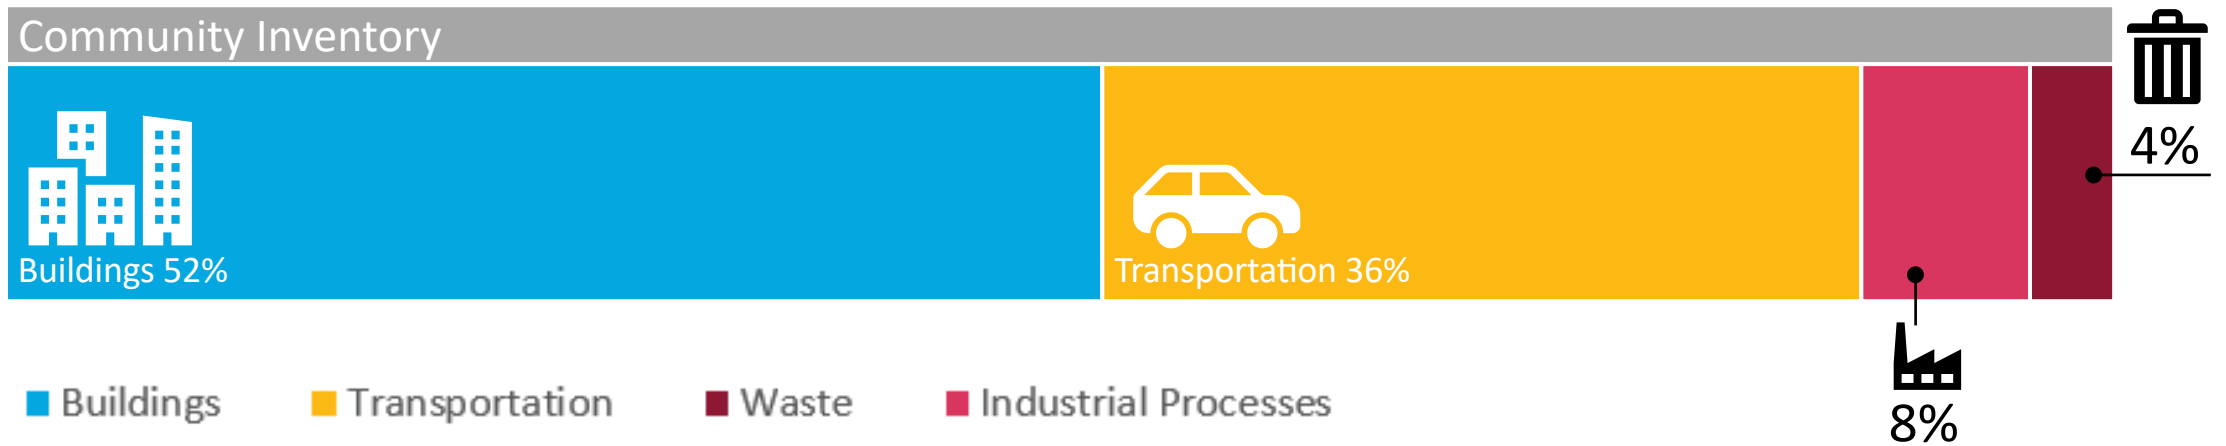 Community Inventory
4%
Buildings 52%
Transportation 36%
8%
Buildings
Transportation
Waste
Industrial Processes